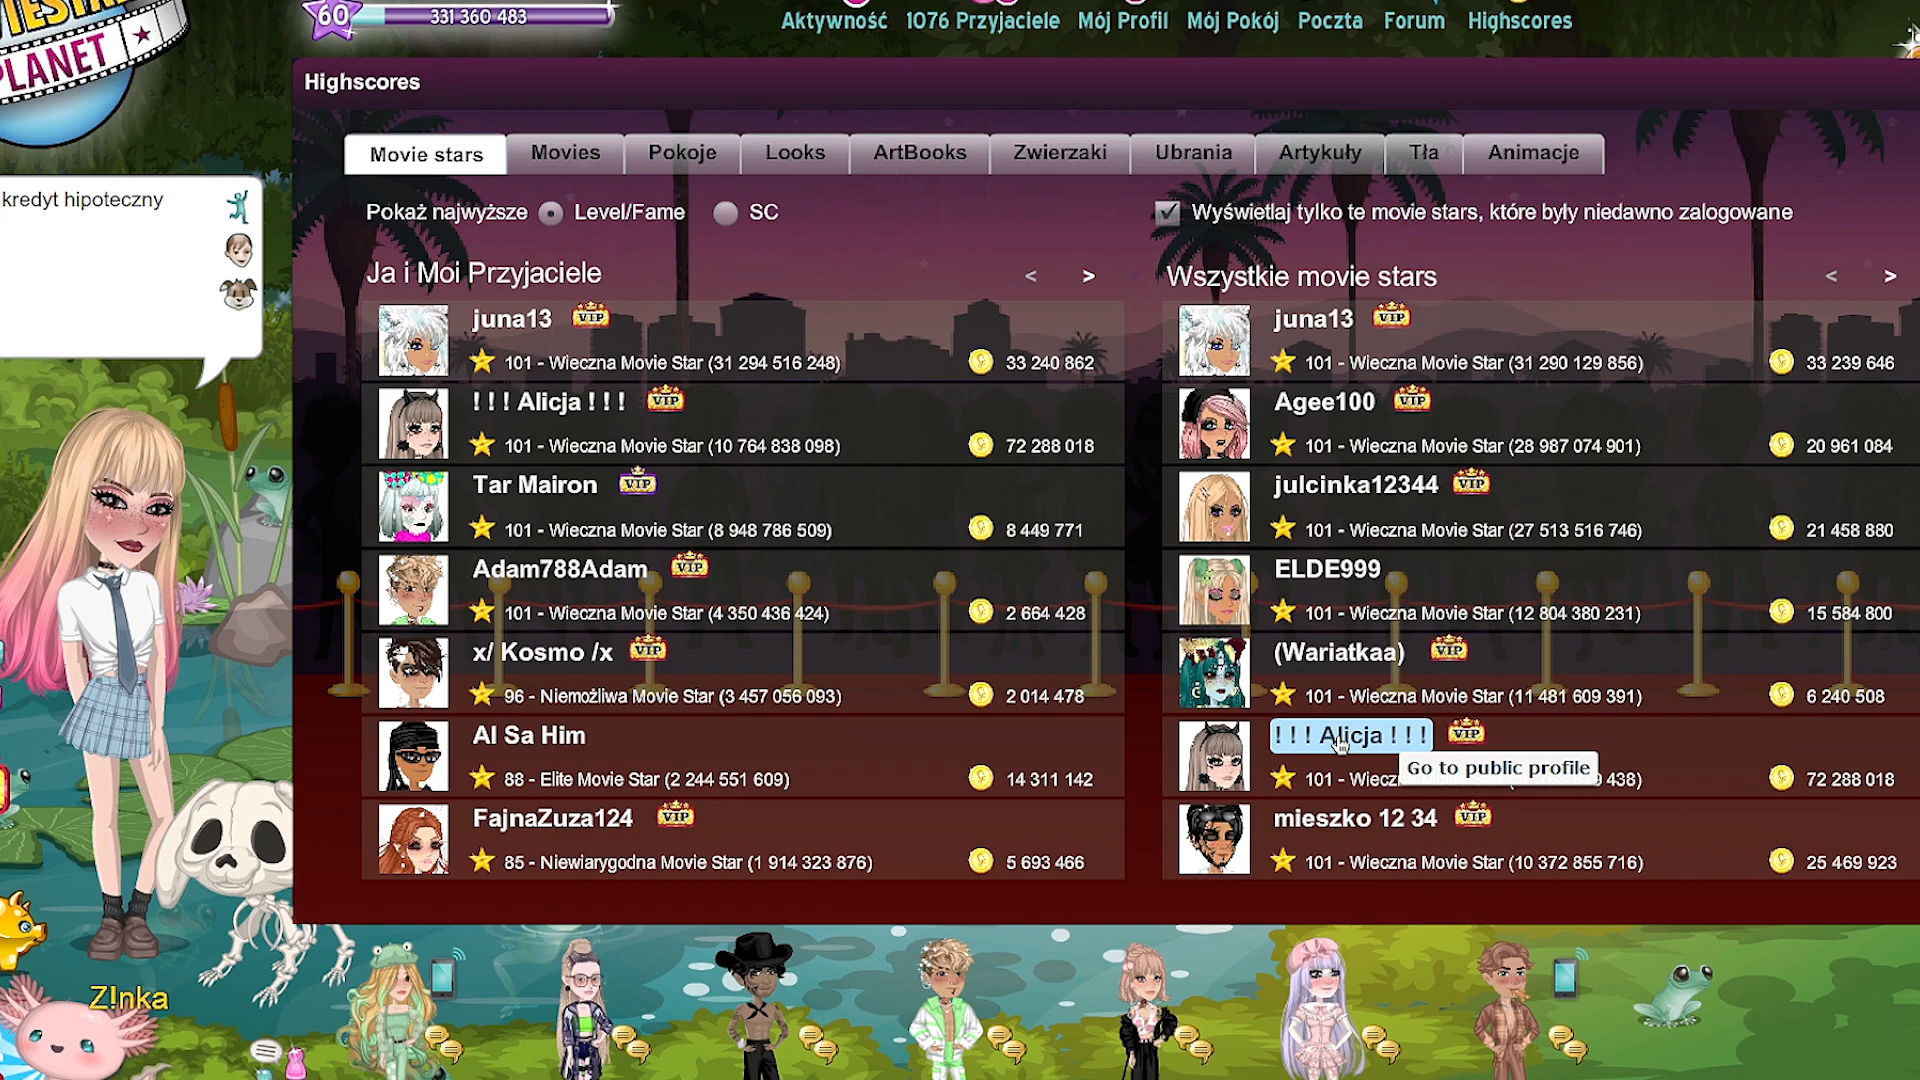 PLANET
60
331 360 483
Aktywność
1076 Przyjaciele
Mój Profil
Mój Pokój
Poczta
Forum
Highscores
Highscores
Movie stars
Movies
Pokoje
Looks
ArtBooks
Zwierzaki
Ubrania
Artykuły
Tła
Animacje
kredyt hipoteczny
Pokaż najwyższe Level/Fame SC
Wyświetlaj tylko te movie stars, które były niedawno zalogowane
Ja i Moi Przyjaciele < >
juna13 VIP
101 - Wieczna Movie Star (31 294 516 248) 33 240 862
! ! ! Alicja ! ! ! VIP
101 - Wieczna Movie Star (10 764 838 098) 72 288 018
Tar Mairon VIP
101 - Wieczna Movie Star (8 948 786 509) 8 449 771
Adam788Adam VIP
101 - Wieczna Movie Star (4 350 436 424) 2 664 428
x/ Kosmo /x VIP
96 - Niemożliwa Movie Star (3 457 056 093) 2 014 478
Al Sa Him
88 - Elite Movie Star (2 244 551 609) 14 311 142
FajnaZuza124 VIP
85 - Niewiarygodna Movie Star (1 914 323 876) 5 693 466
Wszystkie movie stars < >
juna13 VIP
101 - Wieczna Movie Star (31 290 129 856) 33 239 646
Agee100 VIP
101 - Wieczna Movie Star (28 987 074 901) 20 961 084
julcinka12344 VIP
101 - Wieczna Movie Star (27 513 516 746) 21 458 880
ELDE999
101 - Wieczna Movie Star (12 804 380 231) 15 584 800
(Wariatkaa) VIP
101 - Wieczna Movie Star (11 481 609 391) 6 240 508
! ! ! Alicja ! ! ! VIP
Go to public profile
101 - 438) 72 288 018
mieszko 12 34 VIP
101 - Wieczna Movie Star (10 372 855 716) 25 469 923
Z!nka